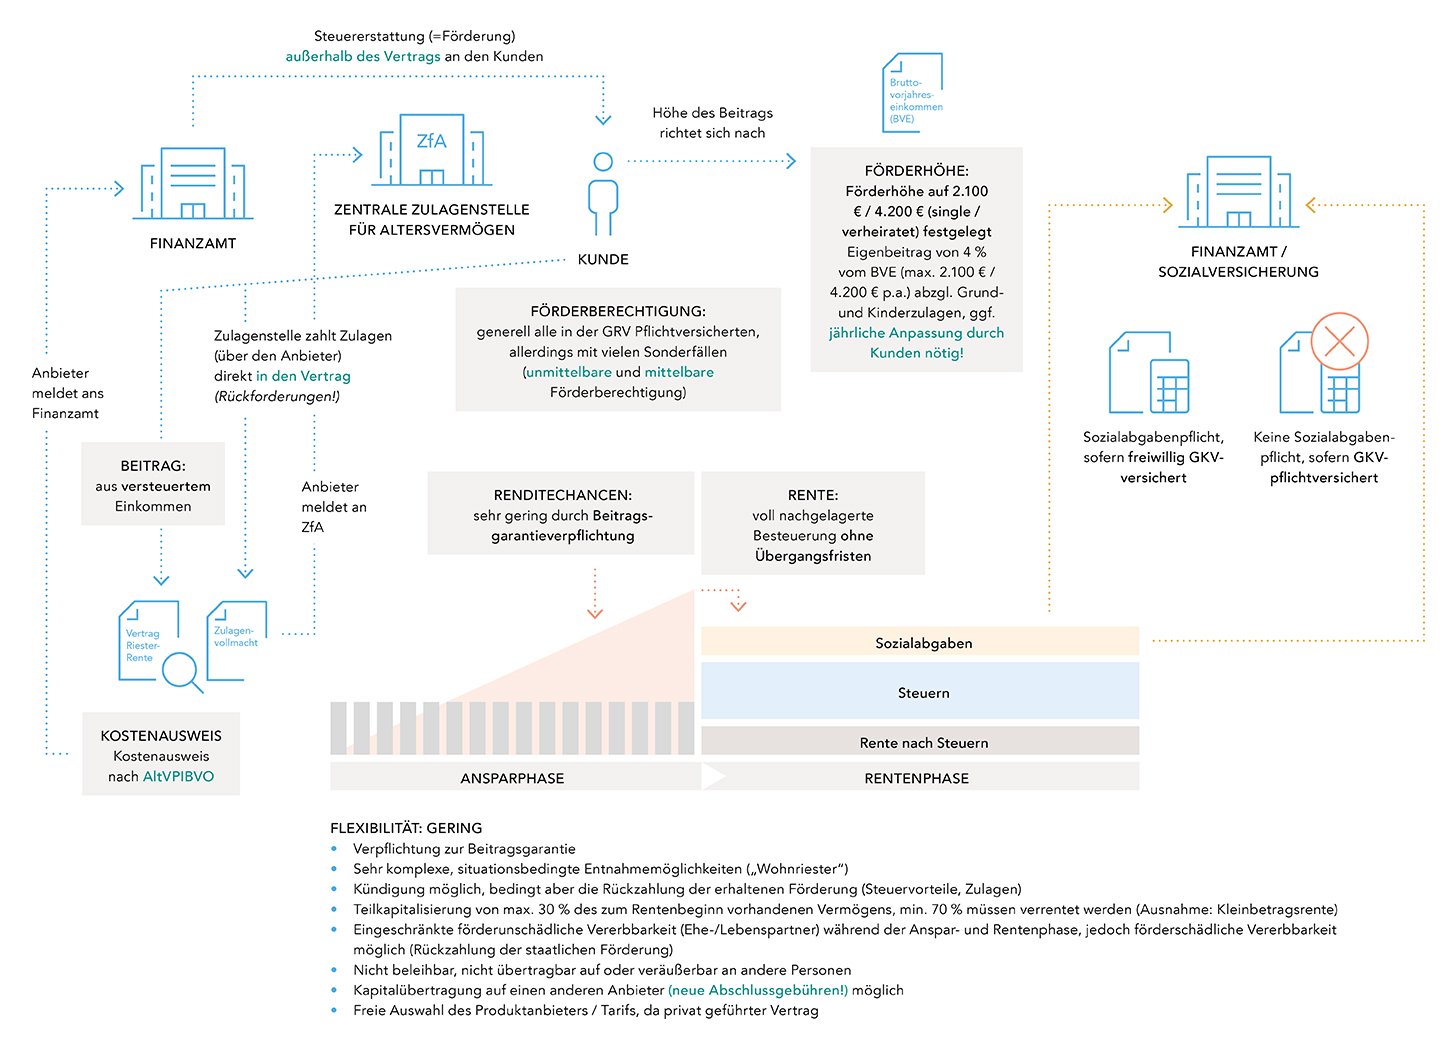 Steuererstattung (=Förderung)
außerhalb des Vertrags an den Kunden
FINANZAMT
ZfA
ZENTRALE ZULAGENSTELLE
FÜR ALTERSVERMÖGEN
KUNDE
Höhe des Beitrags
richtet sich nach
Brutto-
vorjahres-
einkommen
(BVE)
FÖRDERHÖHE:
Förderhöhe auf 2.100
€ / 4.200 € (single /
verheiratet) festgelegt
Eigenbeitrag von 4 %
vom BVE (max. 2.100 € /
4.200 € p.a.) abzgl. Grund-
und Kinderzulagen, ggf.
jährliche Anpassung durch
Kunden nötig!
FINANZAMT /
SOZIALVERSICHERUNG
Sozialabgabenpflicht,
sofern freiwillig GKV-
versichert
Keine Sozialabgaben-
pflicht, sofern GKV-
pflichtversichert
Anbieter
meldet ans
Finanzamt
Zulagenstelle zahlt Zulagen
(über den Anbieter)
direkt in den Vertrag
(Rückforderungen!)
FÖRDERBERECHTIGUNG:
generell alle in der GRV Pflichtversicherten,
allerdings mit vielen Sonderfällen
(unmittelbare und mittelbare
Förderberechtigung)
BEITRAG:
aus versteuertem
Einkommen
Anbieter
meldet an
ZfA
RENDITECHANCEN:
sehr gering durch Beitrags-
garantieverpflichtung
RENTE:
voll nachgelagerte
Besteuerung ohne
Übergangsfristen
Vertrag
Riester-
Rente
Zulagen-
vollmacht
KOSTENAUSWEIS
Kostenausweis
nach AltVPIBVO
Sozialabgaben
Steuern
Rente nach Steuern
ANSPARPHASE
RENTENPHASE
FLEXIBILITÄT: GERING
• Verpflichtung zur Beitragsgarantie
• Sehr komplexe, situationsbedingte Entnahmemöglichkeiten („Wohnriester“)
• Kündigung möglich, bedingt aber die Rückzahlung der erhaltenen Förderung (Steuervorteile, Zulagen)
• Teilkapitalisierung von max. 30 % des zum Rentenbeginn vorhandenen Vermögens, min. 70 % müssen verrentet werden (Ausnahme: Kleinbetragsrente)
• Eingeschränkte förderunschädliche Vererbbarkeit (Ehe-/Lebenspartner) während der Anspar- und Rentenphase, jedoch förderschädliche Vererbbarkeit
möglich (Rückzahlung der staatlichen Förderung)
• Nicht beleihbar, nicht übertragbar auf oder veräußerbar an andere Personen
• Kapitalübertragung auf einen anderen Anbieter (neue Abschlussgebühren!) möglich
• Freie Auswahl des Produktanbieters / Tarifs, da privat geführter Vertrag